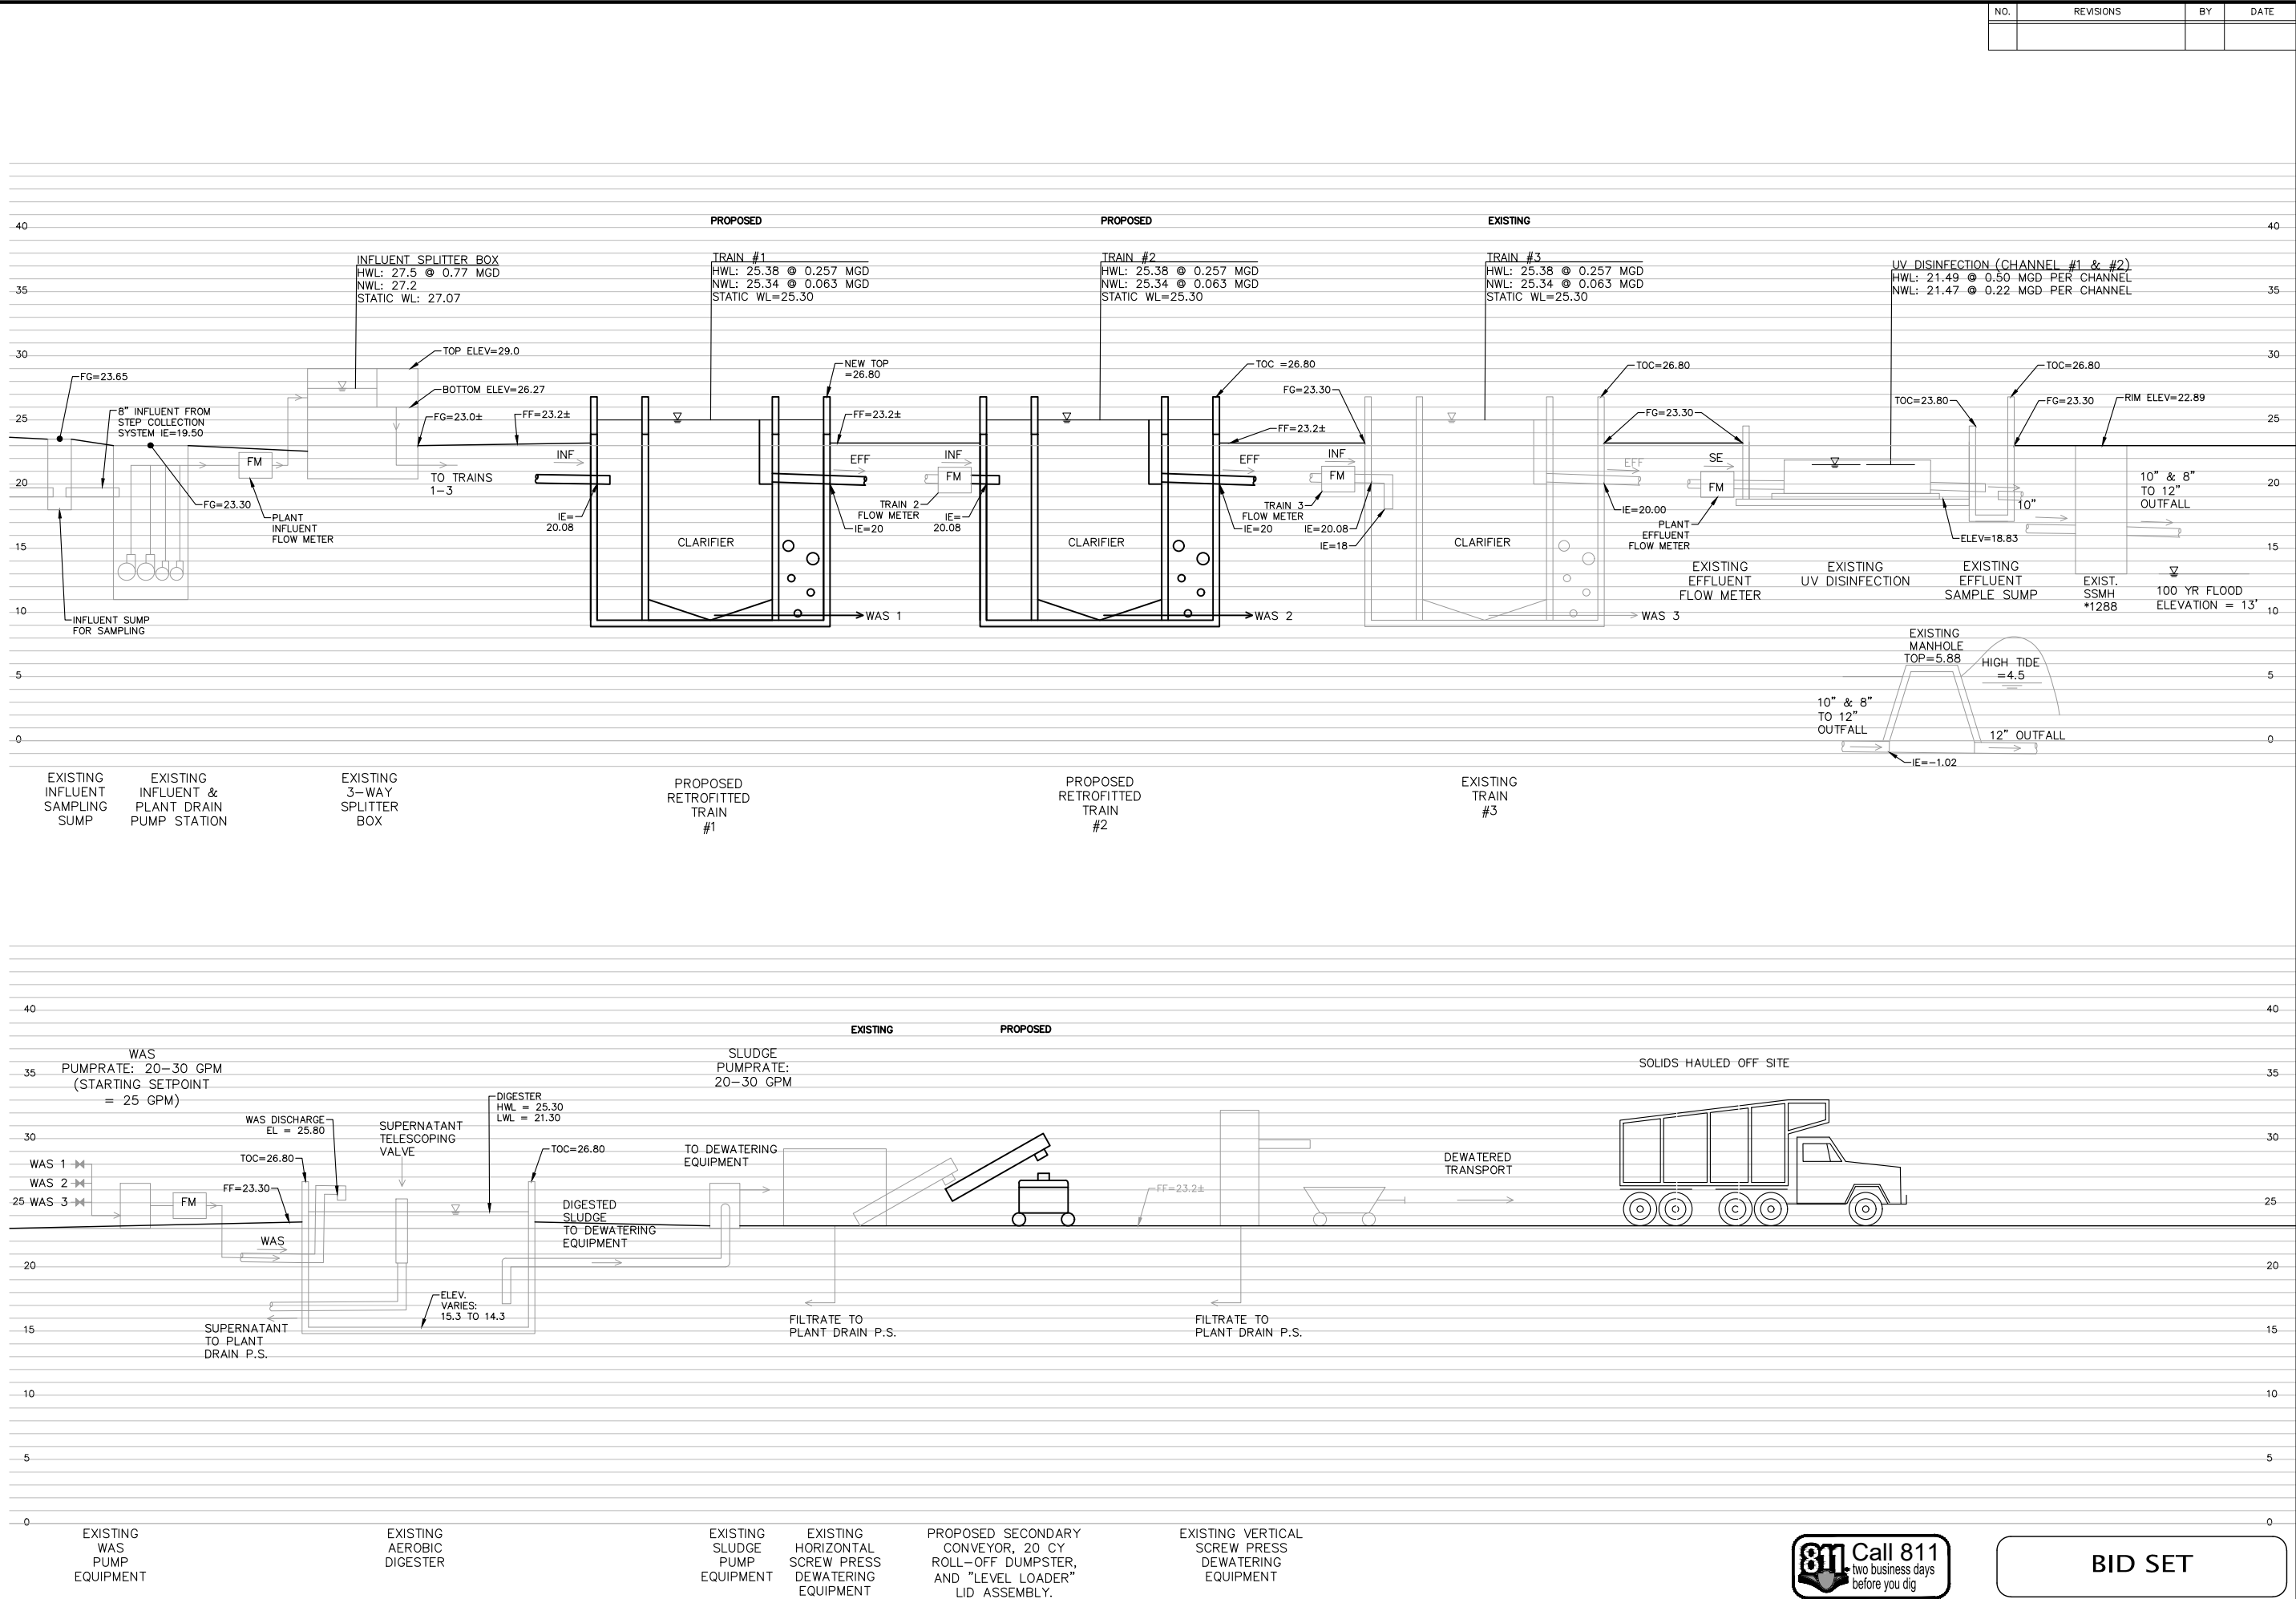 NO. REVISIONS BY DATE
40 40
PROPOSED
PROPOSED
EXISTING
INFLUENT SPLITTER BOX
HWL: 27.5 @ 0.77 MGD
NWL: 27.2
STATIC WL: 27.07
TRAIN #1
HWL: 25.38 @ 0.257 MGD
NWL: 25.34 @ 0.063 MGD
STATIC WL=25.30
TRAIN #2
HWL: 25.38 @ 0.257 MGD
NWL: 25.34 @ 0.063 MGD
STATIC WL=25.30
TRAIN #3
HWL: 25.38 @ 0.257 MGD
NWL: 25.34 @ 0.063 MGD
STATIC WL=25.30
UV DISINFECTION (CHANNEL #1 & #2)
HWL: 21.49 @ 0.50 MGD PER CHANNEL
NWL: 21.47 @ 0.22 MGD PER CHANNEL
35 35
30 30
FG=23.65
8" INFLUENT FROM
STEP COLLECTION
SYSTEM IE=19.50
TOP ELEV=29.0
BOTTOM ELEV=26.27
FG=23.0±
FF=23.2±
NEW TOP
=26.80
FF=23.2±
TOC =26.80
FG=23.30
FF=23.2±
TOC=26.80
FG=23.30
TOC=23.80
TOC=26.80
FG=23.30
RIM ELEV=22.89
25 25
FM
TO TRAINS
1-3
INF
EFF
INF
FM
EFF
INF
FM
EFF
SE
FM
10" & 8"
TO 12"
OUTFALL
20 20
FG=23.30
PLANT
INFLUENT
FLOW METER
IE=
20.08
IE=20
TRAIN 2
FLOW METER
IE=
20.08
IE=20
TRAIN 3
FLOW METER
IE=20.08
IE=18
IE=20.00
PLANT
EFFLUENT
FLOW METER
ELEV=18.83
10"
15 15
CLARIFIER
CLARIFIER
CLARIFIER
EXISTING
EFFLUENT
FLOW METER
EXISTING
UV DISINFECTION
EXISTING
EFFLUENT
SAMPLE SUMP
EXIST.
SSMH
*1288
100 YR FLOOD
ELEVATION = 13'
10 10
INFLUENT SUMP
FOR SAMPLING
WAS 1
WAS 2
WAS 3
EXISTING
MANHOLE
TOP=5.88
HIGH TIDE
=4.5
5 5
10" & 8"
TO 12"
OUTFALL
12" OUTFALL
IE=-1.02
0 0
EXISTING
INFLUENT
SAMPLING
SUMP
EXISTING
INFLUENT &
PLANT DRAIN
PUMP STATION
EXISTING
3-WAY
SPLITTER
BOX
PROPOSED
RETROFITTED
TRAIN
#1
PROPOSED
RETROFITTED
TRAIN
#2
EXISTING
TRAIN
#3
40 40
EXISTING
PROPOSED
WAS
PUMPRATE: 20-30 GPM
(STARTING SETPOINT
= 25 GPM)
SLUDGE
PUMPRATE:
20-30 GPM
SOLIDS HAULED OFF SITE
35 35
WAS DISCHARGE
EL = 25.80
SUPERNATANT
TELESCOPING
VALVE
DIGESTER
HWL = 25.30
LWL = 21.30
30 30
TOC=26.80
TOC=26.80
TO DEWATERING
EQUIPMENT
DEWATERED
TRANSPORT
WAS 1
WAS 2
25 WAS 3 25
FM
FF=23.30
FF=23.2±
DIGESTED
SLUDGE
TO DEWATERING
EQUIPMENT
WAS
20 20
ELEV.
VARIES:
15.3 TO 14.3
SUPERNATANT
TO PLANT
DRAIN P.S.
FILTRATE TO
PLANT DRAIN P.S.
FILTRATE TO
PLANT DRAIN P.S.
15 15
10 10
5 5
0 0
EXISTING
WAS
PUMP
EQUIPMENT
EXISTING
AEROBIC
DIGESTER
EXISTING
SLUDGE
PUMP
EQUIPMENT
EXISTING
HORIZONTAL
SCREW PRESS
DEWATERING
EQUIPMENT
PROPOSED SECONDARY
CONVEYOR, 20 CY
ROLL-OFF DUMPSTER,
AND "LEVEL LOADER"
LID ASSEMBLY.
EXISTING VERTICAL
SCREW PRESS
DEWATERING
EQUIPMENT
811
Call 811
two business days
before you dig
BID SET